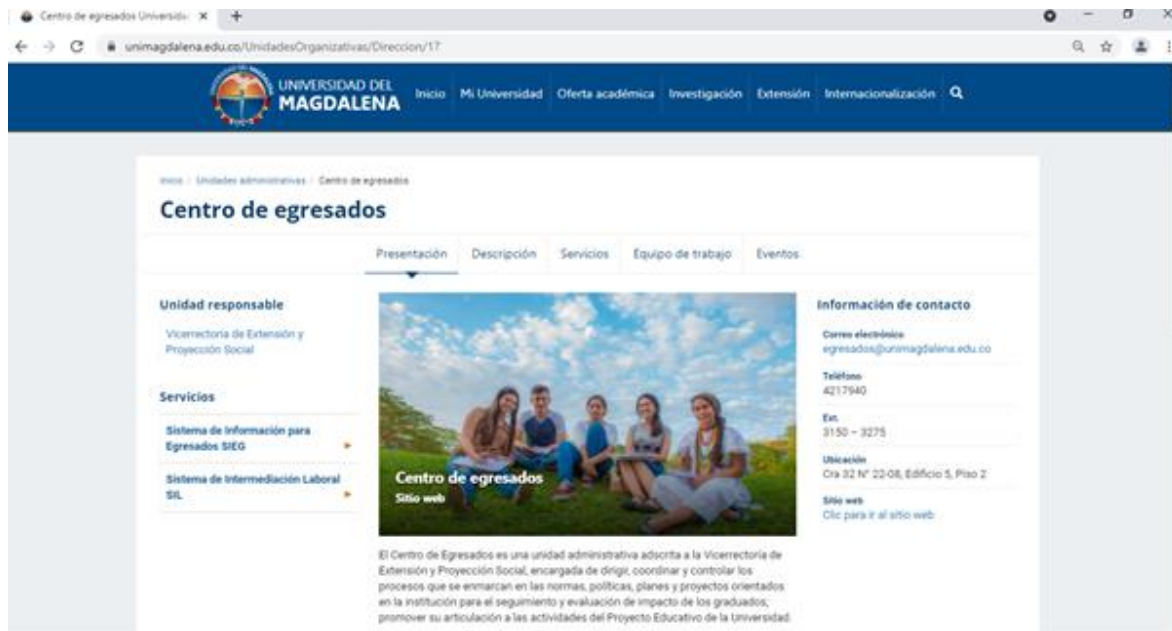 Centro de egresados Universida
unimagdalena.edu.co/UnidadesOrganizativas/Direccion/17
UNIVERSIDAD DEL
MAGDALENA
Inicio Mi Universidad Oferta académica Investigación Extensión Internacionalización
Inicio / Unidades administrativas / Centro de egresados
Centro de egresados
Presentación Descripción Servicios Equipo de trabajo Eventos
Unidad responsable
Vicerrectoría de Extensión y
Proyección Social
Servicios
Sistema de Información para
Egresados SIEG
Sistema de Intermediación Laboral
SIL
Centro de egresados
Sitio web
El Centro de Egresados es una unidad administrativa adscrita a la Vicerrectoría de
Extensión y Proyección Social, encargada de dirigir, coordinar y controlar los
procesos que se enmarcan en las normas, políticas, planes y proyectos orientados
en la institución para el seguimiento y evaluación de impacto de los graduados,
promover su articulación a las actividades del Proyecto Educativo de la Universidad.
Información de contacto
Correo electrónico
egresados@unimagdalena.edu.co
Teléfono
4217940
Ext.
3150 – 3275
Ubicación
Cra 32 N° 22-08, Edificio 5, Piso 2
Sitio web
Clic para ir al sitio web